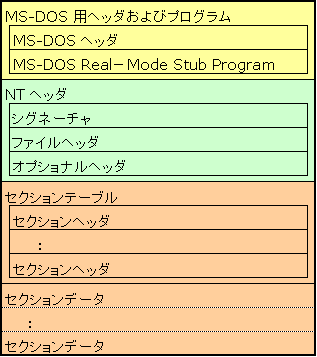 MS-DOS 用ヘッダおよびプログラム
MS-DOS ヘッダ
MS-DOS Real－Mode Stub Program
NT ヘッダ
シグネーチャ
ファイルヘッダ
オプショナルヘッダ
セクションテーブル
セクションヘッダ
：
セクションヘッダ
セクションデータ
：
セクションデータ